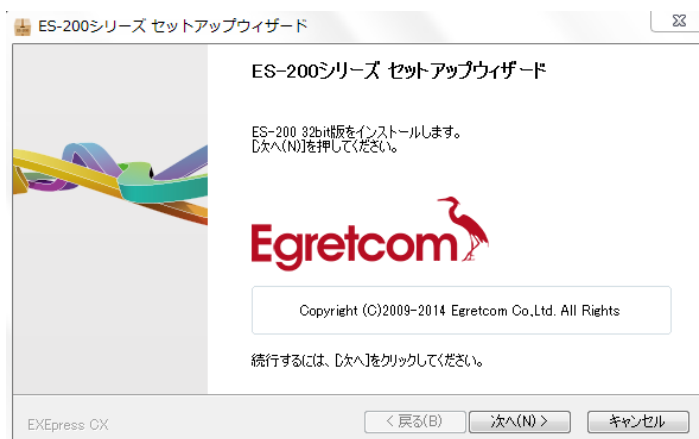 ES-200シリーズ セットアップウィザード
ES-200シリーズ セットアップウィザード
ES-200 32bit版をインストールします。
[次へ(N)]を押してください。
Egretcom
Copyright (C)2009-2014 Egretcom Co,Ltd. All Rights
続行するには、[次へ]をクリックしてください。
EXEpress CX
< 戻る(B)
次へ(N) >
キャンセル